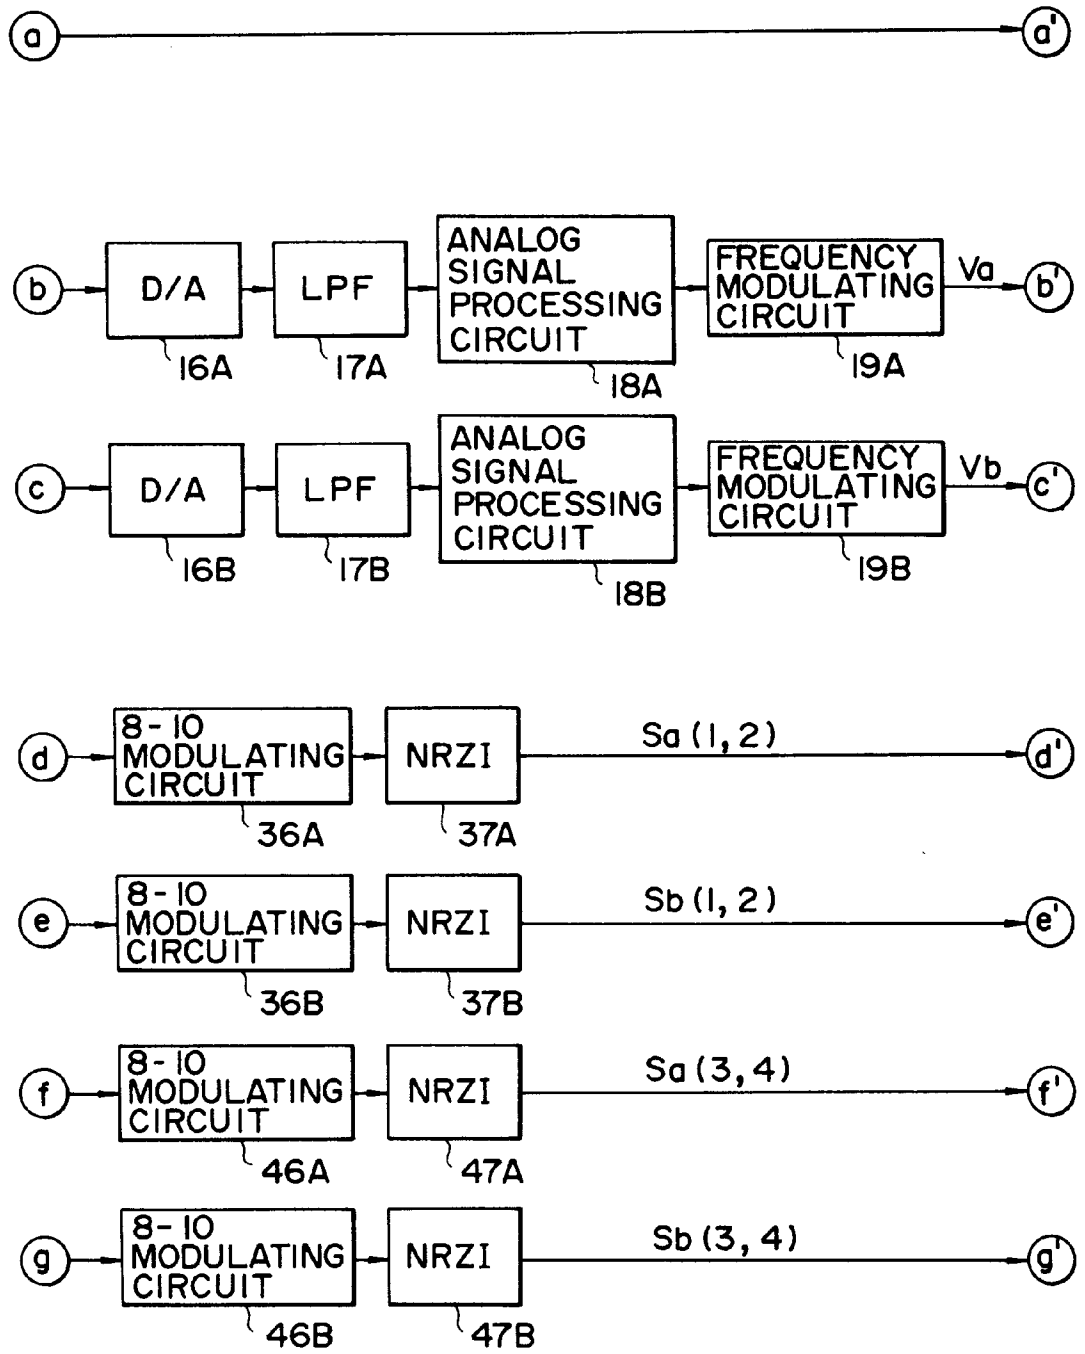 a a'
b D/A LPF ANALOG SIGNAL PROCESSING CIRCUIT FREQUENCY MODULATING CIRCUIT Va b'
16A 17A 18A 19A
c D/A LPF ANALOG SIGNAL PROCESSING CIRCUIT FREQUENCY MODULATING CIRCUIT Vb c'
16B 17B 18B 19B
d 8-10 MODULATING CIRCUIT NRZI Sa (1, 2) d'
36A 37A
e 8-10 MODULATING CIRCUIT NRZI Sb (1, 2) e'
36B 37B
f 8-10 MODULATING CIRCUIT NRZI Sa (3, 4) f'
46A 47A
g 8-10 MODULATING CIRCUIT NRZI Sb (3, 4) g'
46B 47B